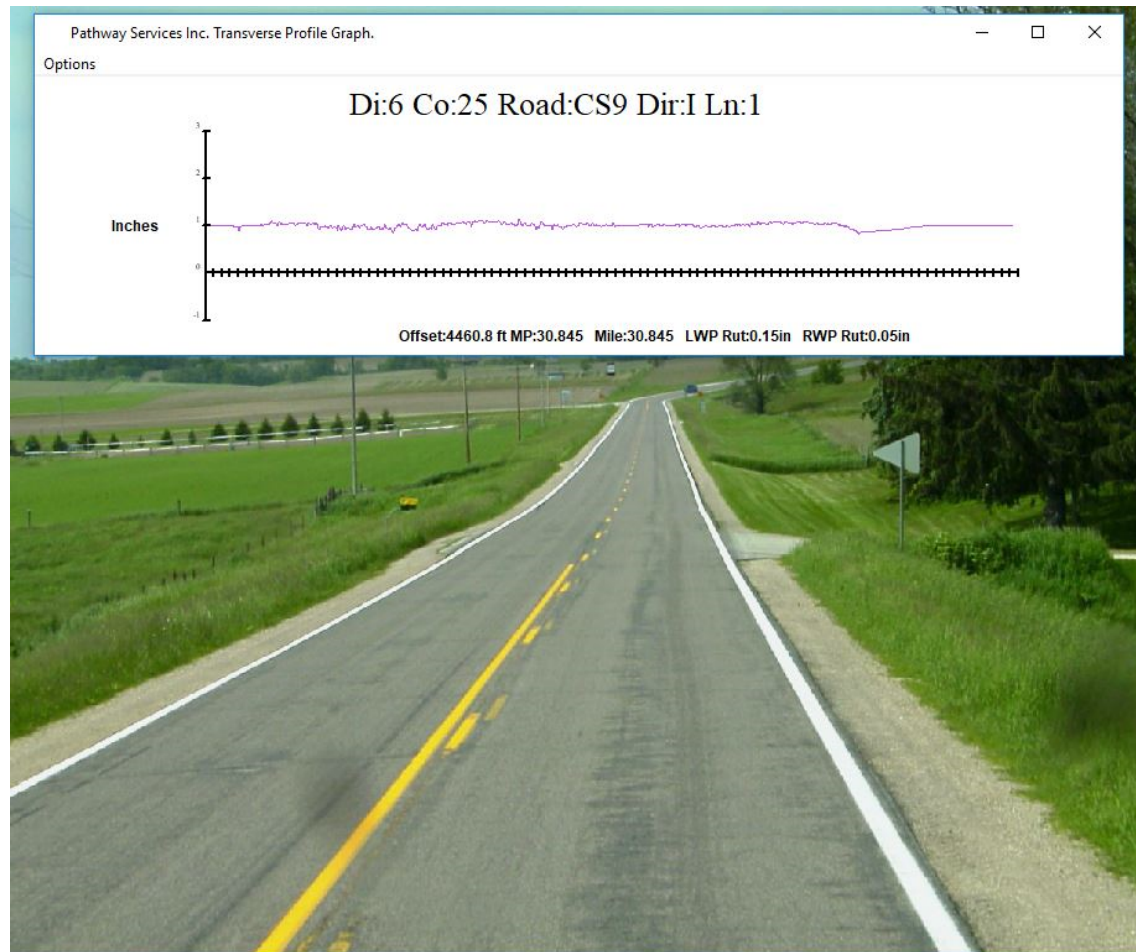 Pathway Services Inc. Transverse Profile Graph.
Options
Di:6 Co:25 Road:CS9 Dir:I Ln:1
3
2
1
Inches
0
-1
Offset:4460.8 ft MP:30.845 Mile:30.845 LWP Rut:0.15in RWP Rut:0.05in